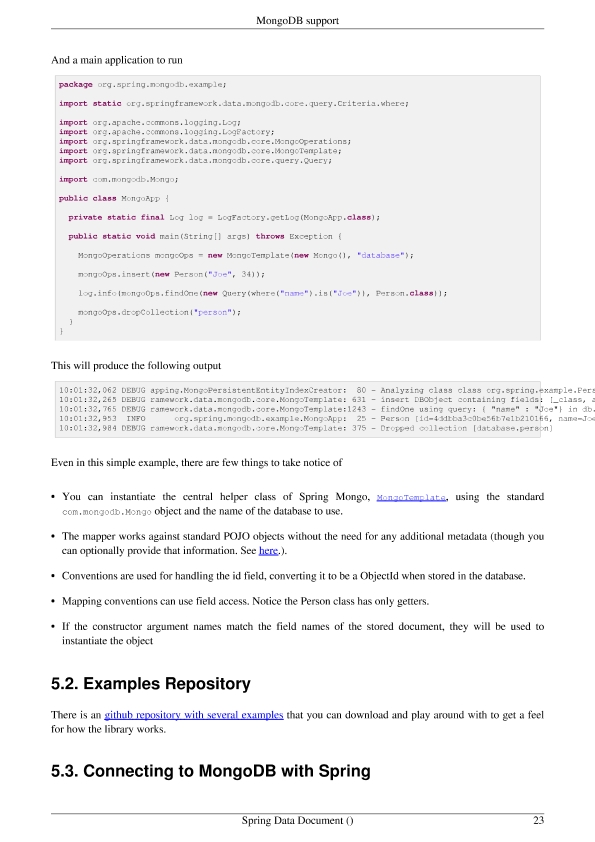 MongoDB support
And a main application to run
package org.spring.mongodb.example;
import static org.springframework.data.mongodb.core.query.Criteria.where;
import org.apache.commons.logging.Log;
import org.apache.commons.logging.LogFactory;
import org.springframework.data.mongodb.core.MongoOperations;
import org.springframework.data.mongodb.core.MongoTemplate;
import org.springframework.data.mongodb.core.query.Query;
import com.mongodb.Mongo;
public class MongoApp {
private static final Log log = LogFactory.getLog(MongoApp.class);
public static void main(String[] args) throws Exception {
MongoOperations mongoOps = new MongoTemplate(new Mongo(), "database");
mongoOps.insert(new Person("Joe", 34));
log.info(mongoOps.findOne(new Query(where("name").is("Joe")), Person.class));
mongoOps.dropCollection("person");
}
}
This will produce the following output
10:01:32,062 DEBUG apping.MongoPersistentEntityIndexCreator:  80 - Analyzing class class org.spring.example.Pers
10:01:32,265 DEBUG ramework.data.mongodb.core.MongoTemplate: 631 - insert DBObject containing fields: [_class, a
10:01:32,765 DEBUG ramework.data.mongodb.core.MongoTemplate:1243 - findOne using query: { "name" : "Joe"} in db.
10:01:32,953  INFO      org.spring.mongodb.example.MongoApp:  25 - Person [id=4ddbba3c0be56b7e1b210166, name=Joe
10:01:32,984 DEBUG ramework.data.mongodb.core.MongoTemplate: 375 - Dropped collection [database.person]
Even in this simple example, there are few things to take notice of
• You can instantiate the central helper class of Spring Mongo, MongoTemplate, using the standard
com.mongodb.Mongo object and the name of the database to use.
• The mapper works against standard POJO objects without the need for any additional metadata (though you
can optionally provide that information. See here.).
• Conventions are used for handling the id field, converting it to be a ObjectId when stored in the database.
• Mapping conventions can use field access. Notice the Person class has only getters.
• If the constructor argument names match the field names of the stored document, they will be used to
instantiate the object
5.2. Examples Repository
There is an github repository with several examples that you can download and play around with to get a feel
for how the library works.
5.3. Connecting to MongoDB with Spring
Spring Data Document ()
23